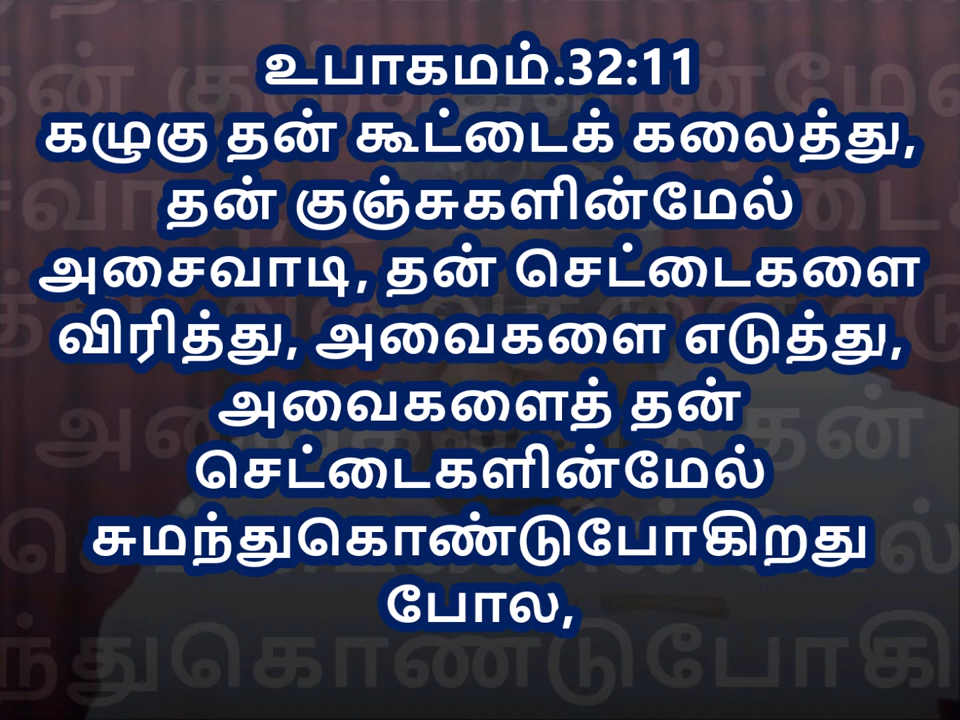 உபாகமம்.32:11
கழுகு தன் கூட்டைக் கலைத்து,
தன் குஞ்சுகளின்மேல்
அசைவாடி, தன் செட்டைகளை
விரித்து, அவைகளை எடுத்து,
அவைகளைத் தன்
செட்டைகளின்மேல்
சுமந்துகொண்டுபோகிறது
போல,